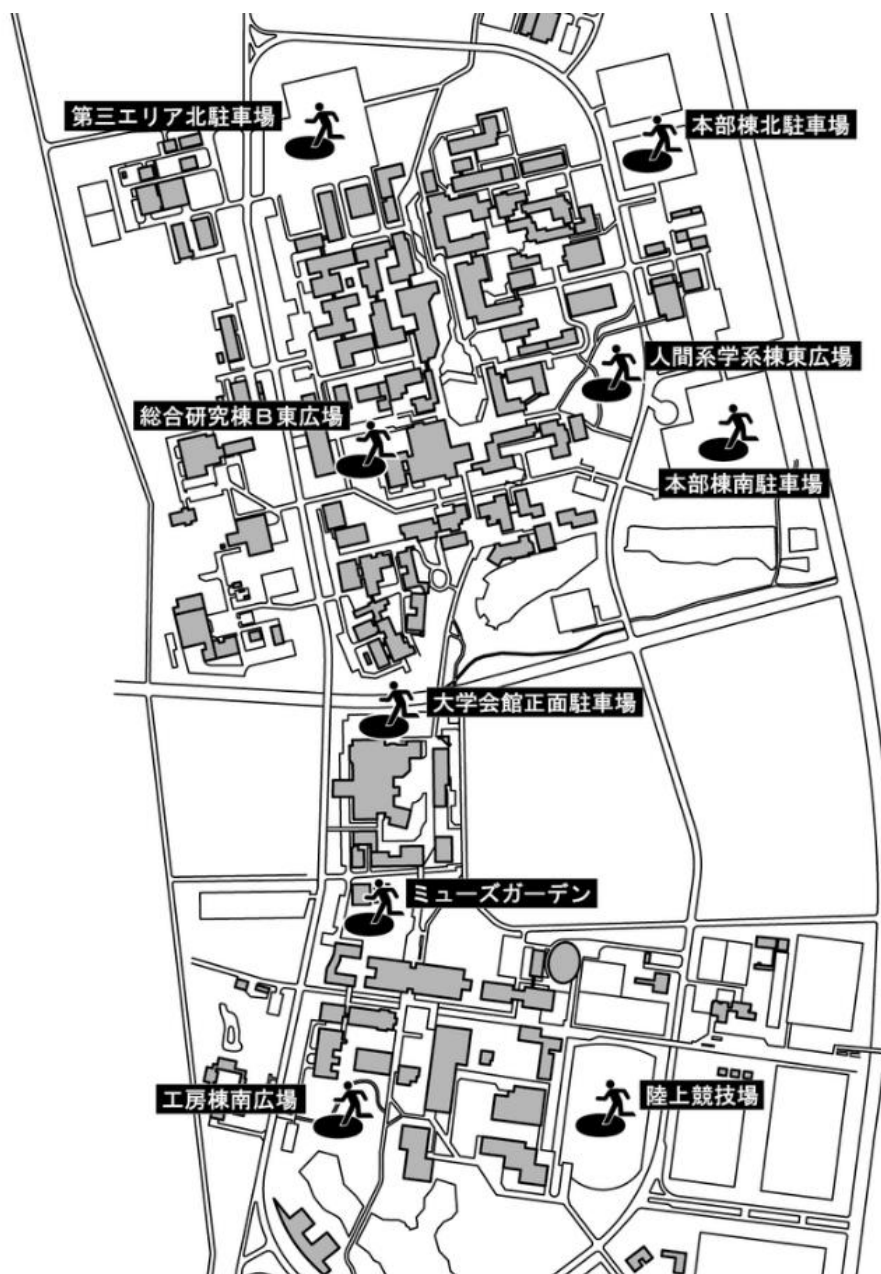 第三エリア北駐車場
本部棟北駐車場
人間系学系棟東広場
総合研究棟B東広場
本部棟南駐車場
大学会館正面駐車場
ミューズガーデン
工房棟南広場
陸上競技場